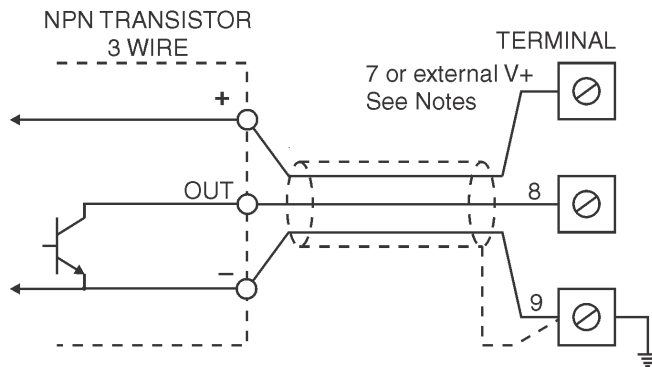 NPN TRANSISTOR
3 WIRE
TERMINAL
7 or external V+
See Notes
+
OUT
8
–
9